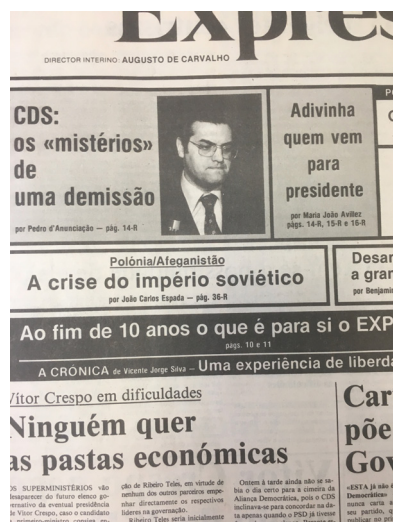 DIRECTOR INTERINO: AUGUSTO DE CARVALHO
CDS:
os «mistérios»
de
uma demissão
por Pedro d'Anunciação — pág. 14-R
Adivinha
quem vem
para
presidente
por Maria João Avillez
págs. 14-R, 15-R e 16-R
Polónia/Afeganistão
A crise do império soviético
por João Carlos Espada — pág. 36-R
Desar
a gran
por Benjamin
Ao fim de 10 anos o que é para si o EXP
págs. 10 e 11
A CRÓNICA de Vicente Jorge Silva – Uma experiência de liberda
Vítor Crespo em dificuldades
Ninguém quer
as pastas económicas
OS SUPERMINISTÉRIOS vão
desaparecer do futuro elenco go-
ernativo da eventual presidência
de Vítor Crespo, caso o candidato
ção de Ribeiro Teles, em virtude de
nenhum dos outros parceiros empe-
nhar directamente os respectivos
líderes na governação.
Ribeiro Teles seria inicialmente
Ontem à tarde ainda não se sa-
bia o dia certo para a cimeira da
Aliança Democrática, pois o CDS
inclinava-se para concordar na da-
ta apenas quando o PSD já tivesse
Car
põe
Gov
«ESTA já não é
Democrática»
nunca carta e
seu partido, q
publicar no pri